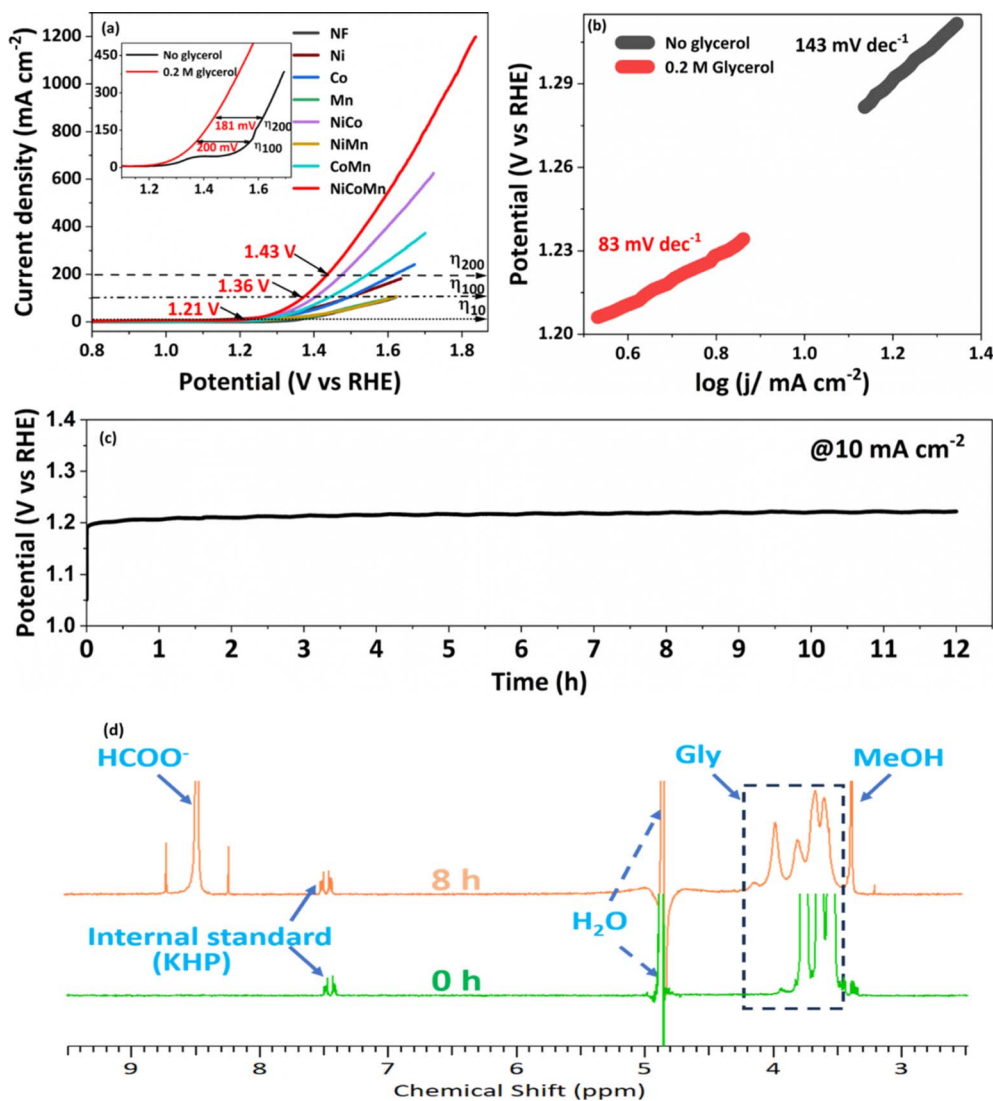 (a)
Current density (mA cm⁻²)
1200
1000
800
600
400
200
0
450
300
150
0
No glycerol
0.2 M glycerol
181 mV
η₂₀₀
200 mV
η₁₀₀
1.2
1.4
1.6
NF
Ni
Co
Mn
NiCo
NiMn
CoMn
NiCoMn
1.43 V
1.36 V
1.21 V
η₂₀₀
η₁₀₀
η₁₀
0.8
1.0
1.2
1.4
1.6
1.8
Potential (V vs RHE)
(b)
Potential (V vs RHE)
1.29
1.26
1.23
1.20
No glycerol
0.2 M Glycerol
143 mV dec⁻¹
83 mV dec⁻¹
0.6
0.8
1.0
1.2
1.4
log (j/ mA cm⁻²)
(c)
Potential (V vs RHE)
1.4
1.3
1.2
1.1
1.0
@10 mA cm⁻²
0 1 2 3 4 5 6 7 8 9 10 11 12
Time (h)
(d)
HCOO⁻
Gly
MeOH
8 h
Internal standard
(KHP)
H₂O
0 h
9 8 7 6 5 4 3
Chemical Shift (ppm)